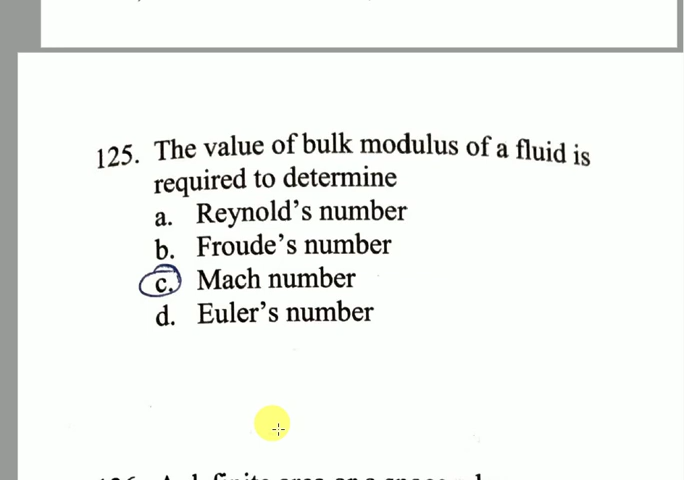 125. The value of bulk modulus of a fluid is
required to determine
a. Reynold's number
b. Froude's number
c. Mach number
d. Euler's number